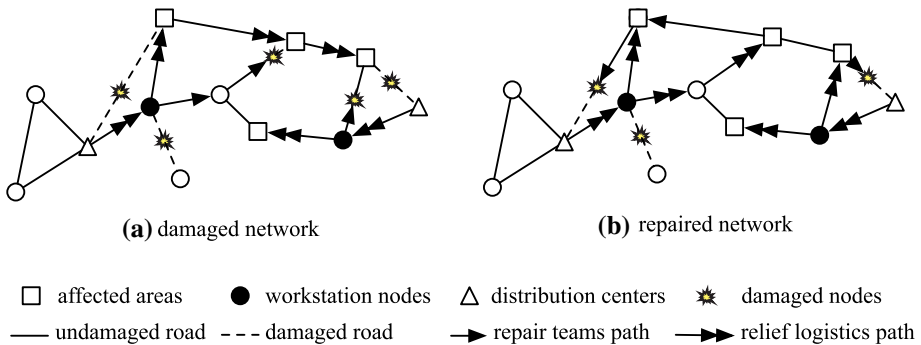 (a) damaged network
(b) repaired network
affected areas workstation nodes distribution centers damaged nodes
undamaged road damaged road repair teams path relief logistics path